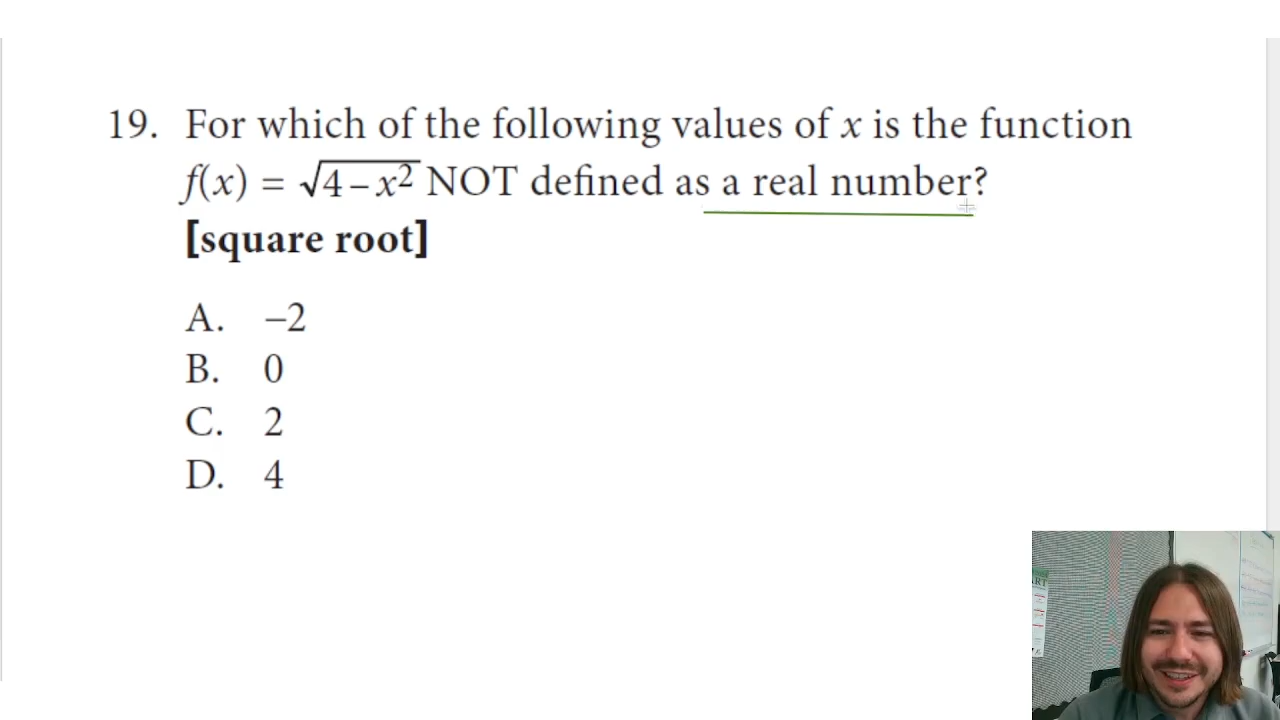 19. For which of the following values of x is the function
f(x) = √4 – x² NOT defined as a real number?
[square root]
A. –2
B. 0
C. 2
D. 4